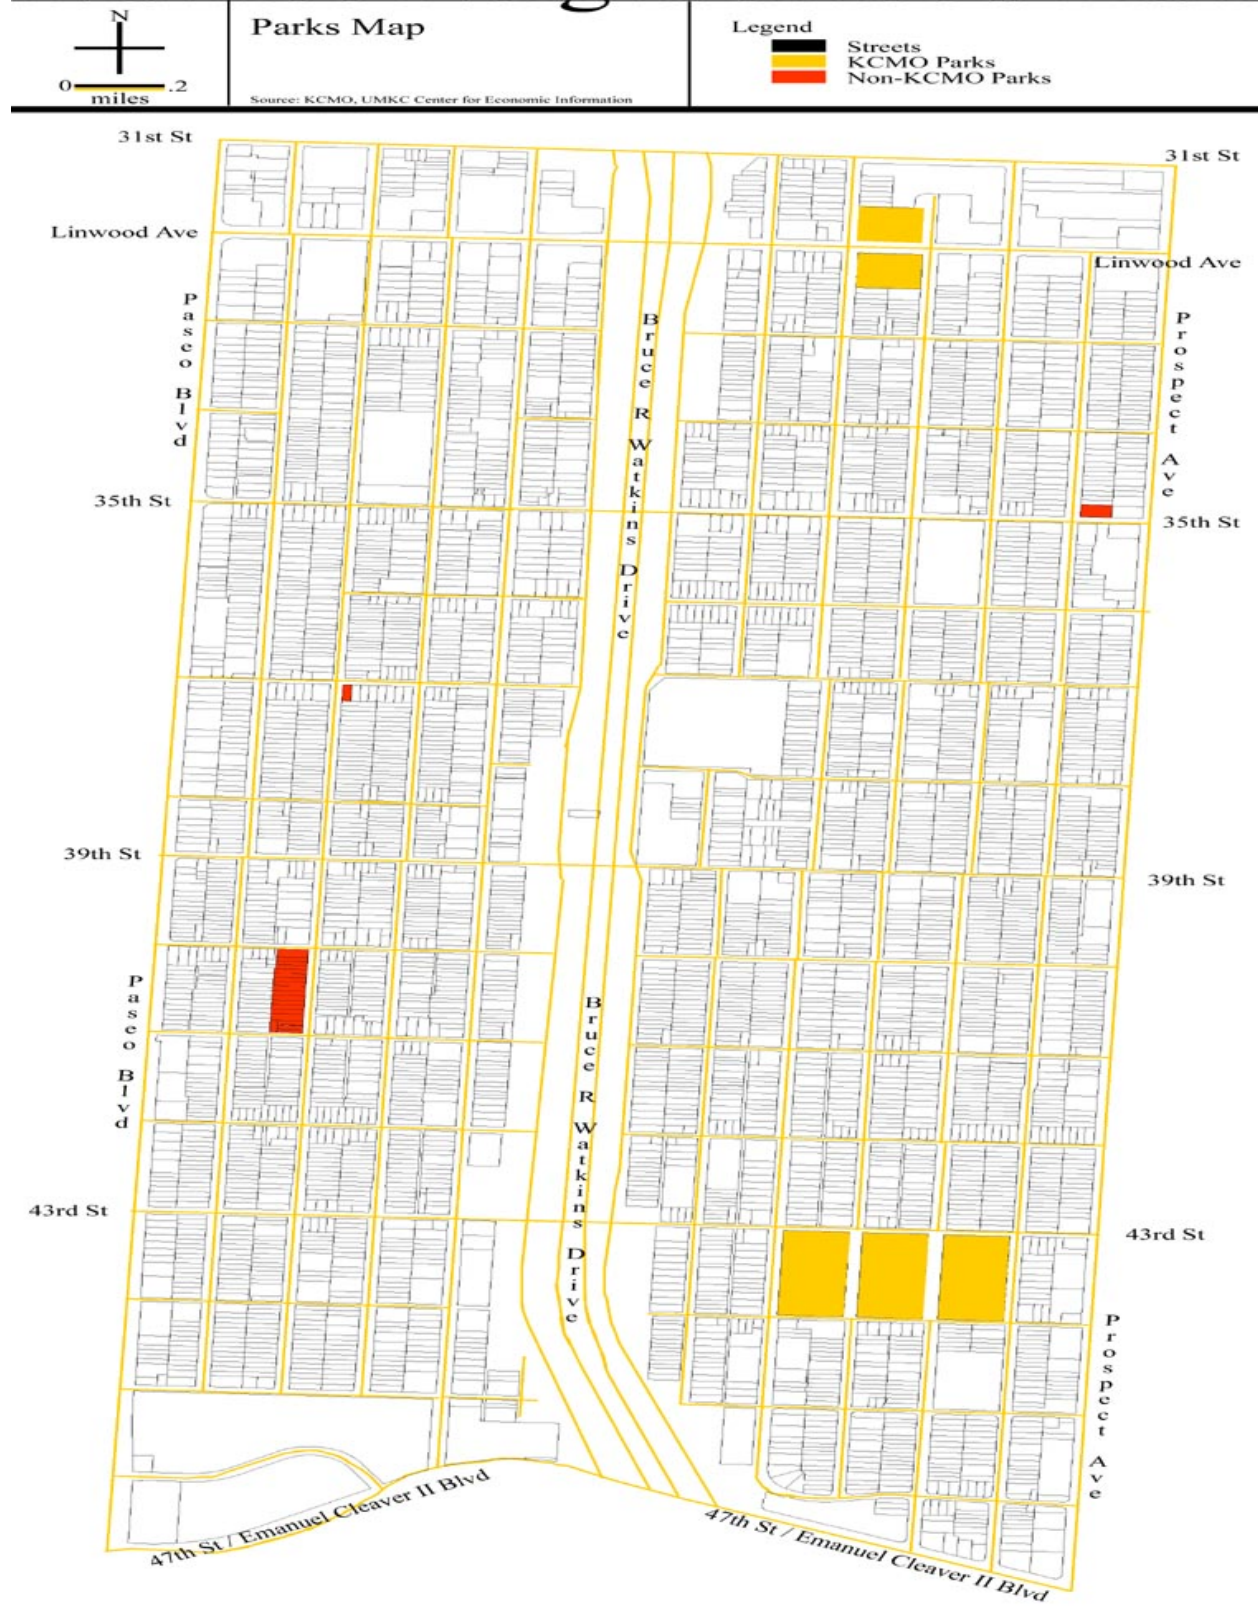 N
0 .2
miles
Parks Map
Source: KCMO, UMKC Center for Economic Information
Legend
Streets
KCMO Parks
Non-KCMO Parks
31st St
31st St
Linwood Ave
Linwood Ave
Paseo Blvd
Bruce R Watkins Drive
Prospect Ave
35th St
35th St
39th St
39th St
Paseo Blvd
Bruce R Watkins Drive
43rd St
43rd St
Prospect Ave
47th St / Emanuel Cleaver II Blvd
47th St / Emanuel Cleaver II Blvd